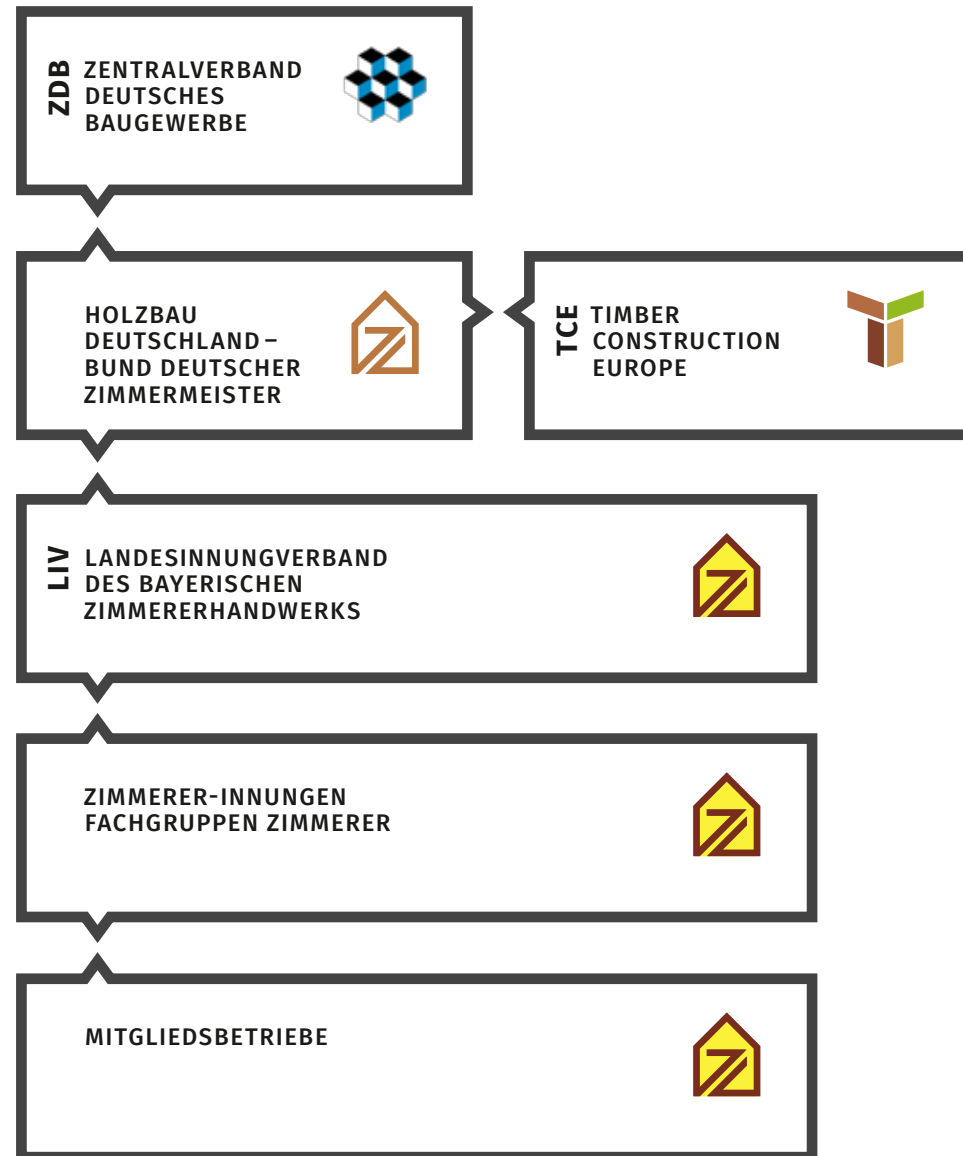 ZDB
ZENTRALVERBAND
DEUTSCHES
BAUGEWERBE
HOLZBAU
DEUTSCHLAND –
BUND DEUTSCHER
ZIMMERMEISTER
TCE
TIMBER
CONSTRUCTION
EUROPE
LIV
LANDESINNUNGVERBAND
DES BAYERISCHEN
ZIMMERERHANDWERKS
ZIMMERER-INNUNGEN
FACHGRUPPEN ZIMMERER
MITGLIEDSBETRIEBE